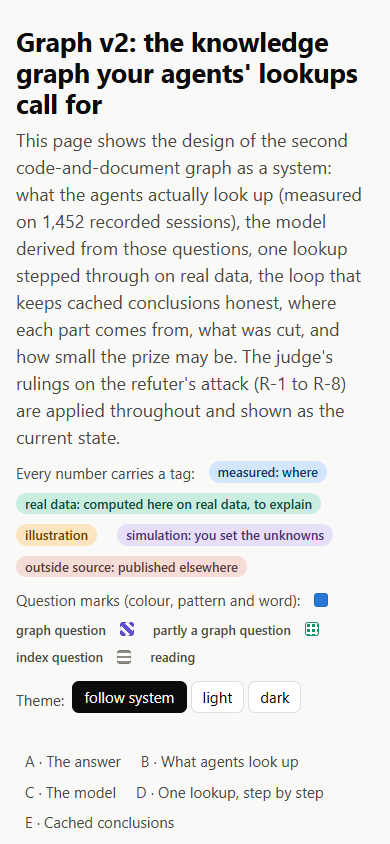 Graph v2: the knowledge
graph your agents' lookups
call for
This page shows the design of the second
code-and-document graph as a system:
what the agents actually look up (measured
on 1,452 recorded sessions), the model
derived from those questions, one lookup
stepped through on real data, the loop that
keeps cached conclusions honest, where
each part comes from, what was cut, and
how small the prize may be. The judge's
rulings on the refuter's attack (R-1 to R-8)
are applied throughout and shown as the
current state.
Every number carries a tag: measured: where
real data: computed here on real data, to explain
illustration simulation: you set the unknowns
outside source: published elsewhere
Question marks (colour, pattern and word):
graph question partly a graph question
index question reading
Theme: follow system light dark
A · The answer B · What agents look up
C · The model D · One lookup, step by step
E · Cached conclusions